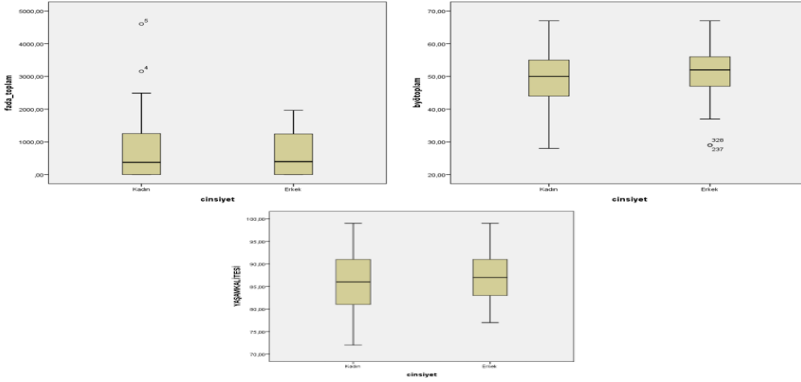 5000,00
4000,00
3000,00
2000,00
1000,00
,00
fada_toplam
5
4
Kadın
Erkek
cinsiyet
70,00
60,00
50,00
40,00
30,00
20,00
byötoplam
328
237
Kadın
Erkek
cinsiyet
100,00
95,00
90,00
85,00
80,00
75,00
70,00
YAŞAMKALİTESİ
Kadın
Erkek
cinsiyet